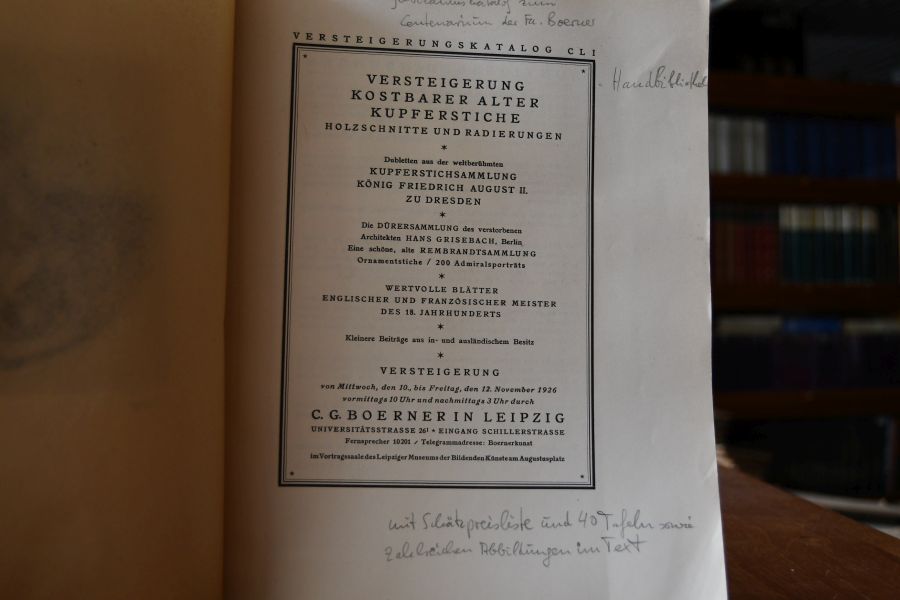 Jubiläumskatalog zum
Centenarium der Fa. Boerner
VERSTEIGERUNGSKATALOG CLI
Handbibliothek
VERSTEIGERUNG
KOSTBARER ALTER
KUPFERSTICHE
HOLZSCHNITTE UND RADIERUNGEN
Dubletten aus der weltberühmten
KUPFERSTICHSAMMLUNG
KÖNIG FRIEDRICH AUGUST II.
ZU DRESDEN
Die DÜRERSAMMLUNG des verstorbenen
Architekten HANS GRISEBACH, Berlin
Eine schöne, alte REMBRANDTSAMMLUNG
Ornamentstiche / 200 Admiralsporträts
WERTVOLLE BLÄTTER
ENGLISCHER UND FRANZÖSISCHER MEISTER
DES 18. JAHRHUNDERTS
Kleinere Beiträge aus in- und ausländischem Besitz
VERSTEIGERUNG
von Mittwoch, den 10., bis Freitag, den 12. November 1926
vormittags 10 Uhr und nachmittags 3 Uhr durch
C. G. BOERNER IN LEIPZIG
UNIVERSITÄTSSTRASSE 26¹ * EINGANG SCHILLERSTRASSE
Fernsprecher 10201 / Telegrammadresse: Boernerkunst
im Vortragssaale des Leipziger Museums der Bildenden Künste am Augustusplatz
mit Schätzpreisliste und 40 Tafeln sowie
zahlreichen Abbildungen im Text